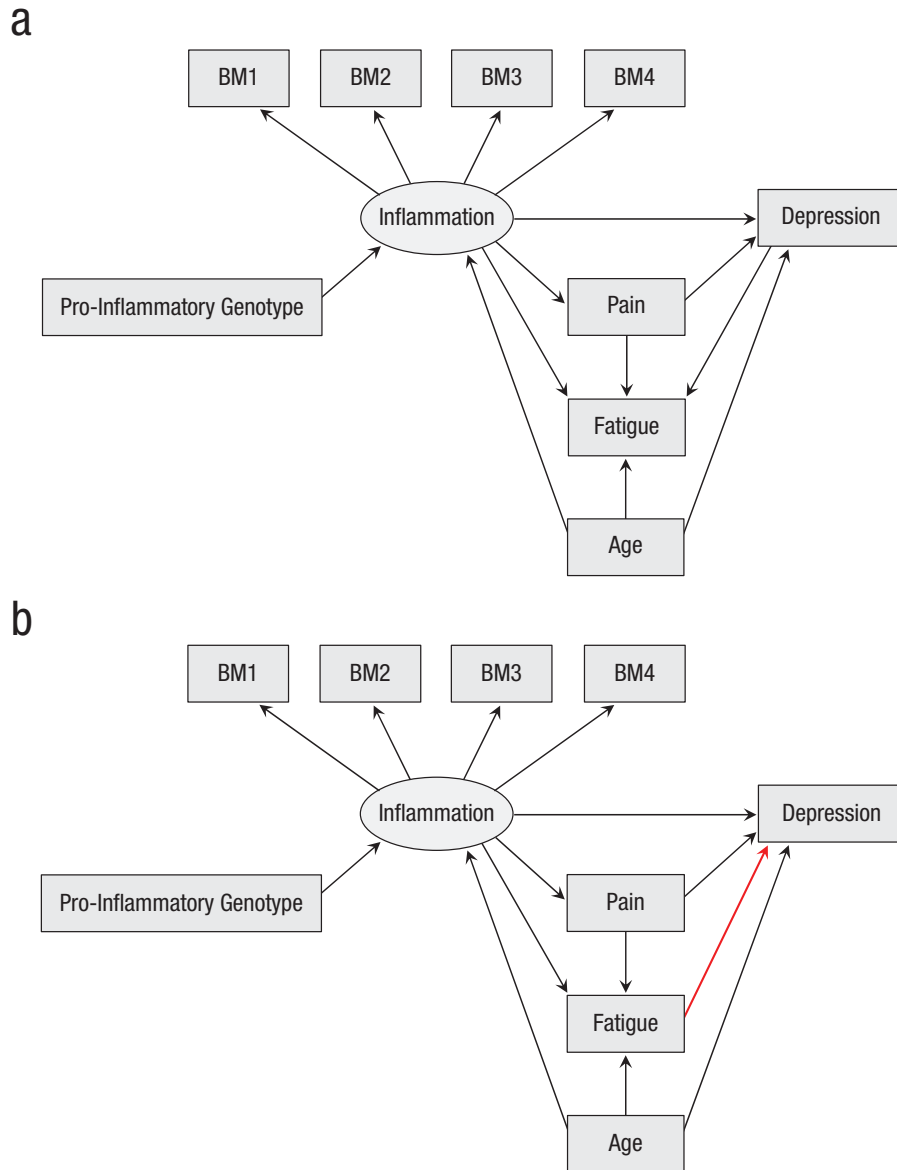 a
BM1
BM2
BM3
BM4
Inflammation
Depression
Pro-Inflammatory Genotype
Pain
Fatigue
Age
b
BM1
BM2
BM3
BM4
Inflammation
Depression
Pro-Inflammatory Genotype
Pain
Fatigue
Age